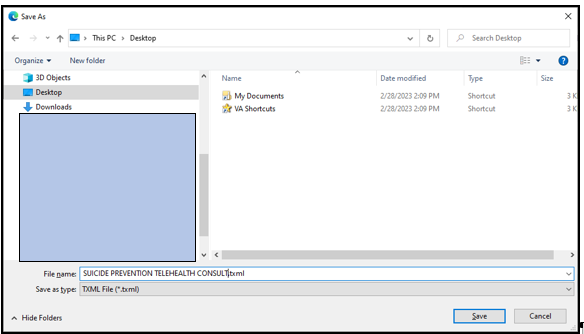 Save As
This PC > Desktop
Search Desktop
Organize
New folder
3D Objects
Desktop
Downloads
Name Date modified Type Size
My Documents 2/28/2023 2:09 PM Shortcut 3 K
VA Shortcuts 2/28/2023 2:09 PM Shortcut 3 K
File name: SUICIDE PREVENTION TELEHEALTH CONSULT.txml
Save as type: TXML File (*.txml)
Hide Folders
Save
Cancel